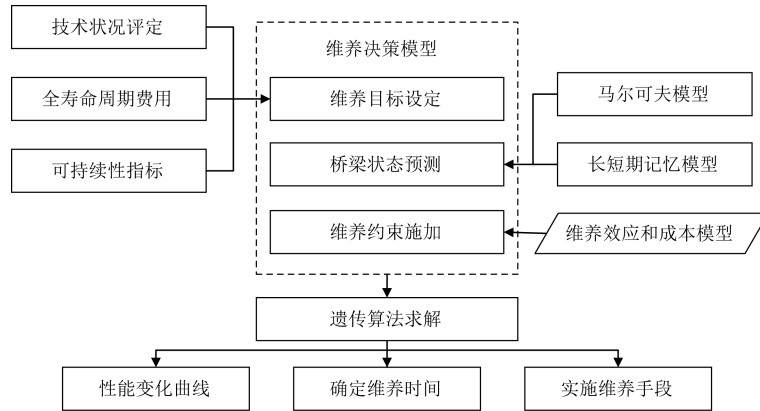 技术状况评定
全寿命周期费用
可持续性指标
维养决策模型
维养目标设定
桥梁状态预测
维养约束施加
马尔可夫模型
长短期记忆模型
维养效应和成本模型
遗传算法求解
性能变化曲线
确定维养时间
实施维养手段